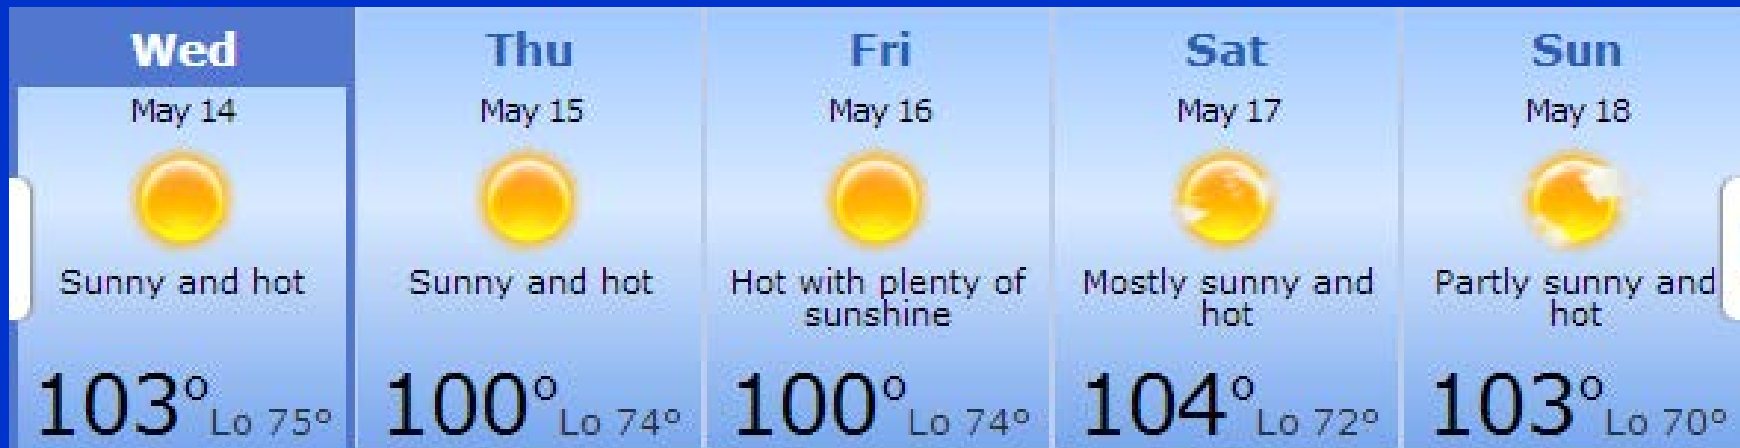 Wed
May 14
Sunny and hot
103° Lo 75°
Thu
May 15
Sunny and hot
100° Lo 74°
Fri
May 16
Hot with plenty of
sunshine
100° Lo 74°
Sat
May 17
Mostly sunny and
hot
104° Lo 72°
Sun
May 18
Partly sunny and
hot
103° Lo 70°